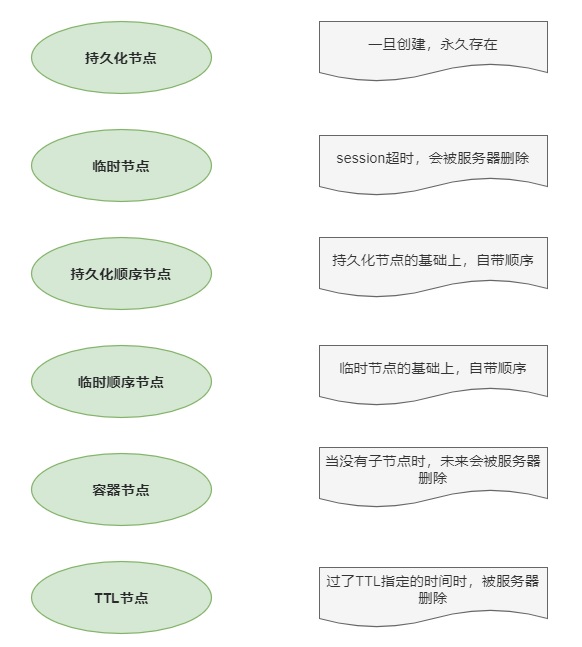 持久化节点
一旦创建，永久存在
临时节点
session超时，会被服务器删除
持久化顺序节点
持久化节点的基础上，自带顺序
临时顺序节点
临时节点的基础上，自带顺序
容器节点
当没有子节点时，未来会被服务器
删除
TTL节点
过了TTL指定的时间时，被服务器
删除